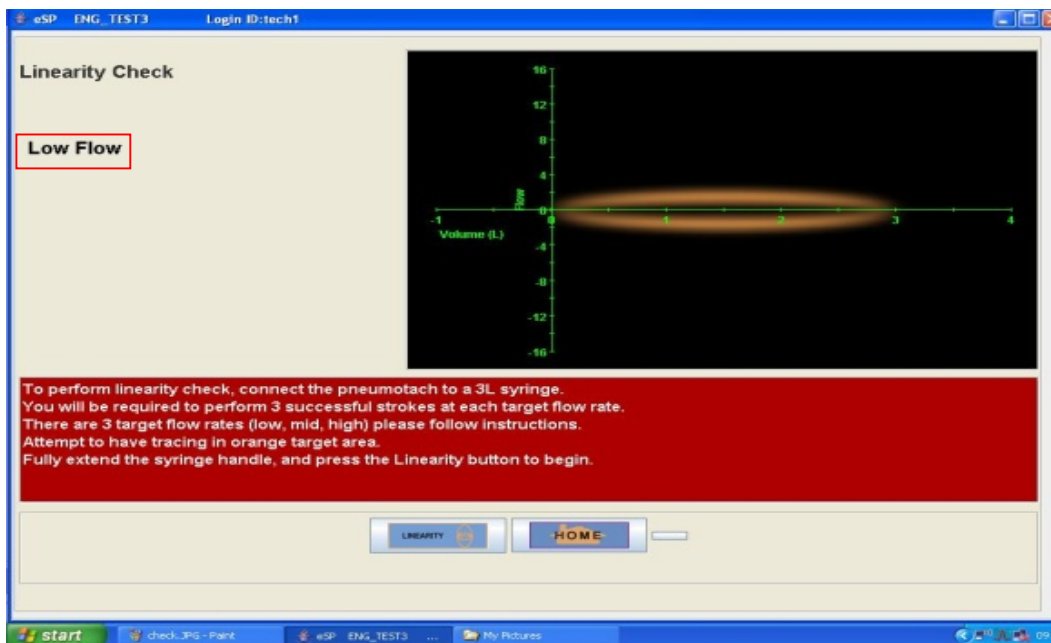 eSP ENG_TEST3 Login ID:tech1
Linearity Check
Low Flow
16
12
8
4
0
-4
-8
-12
-16
Flow
-1 0 1 2 3 4
Volume (L)
To perform linearity check, connect the pneumotach to a 3L syringe.
You will be required to perform 3 successful strokes at each target flow rate.
There are 3 target flow rates (low, mid, high) please follow instructions.
Attempt to have tracing in orange target area.
Fully extend the syringe handle, and press the Linearity button to begin.
LINEARITY HOME
start check.JPG - Paint eSP ENG_TEST3 ... My Pictures 09